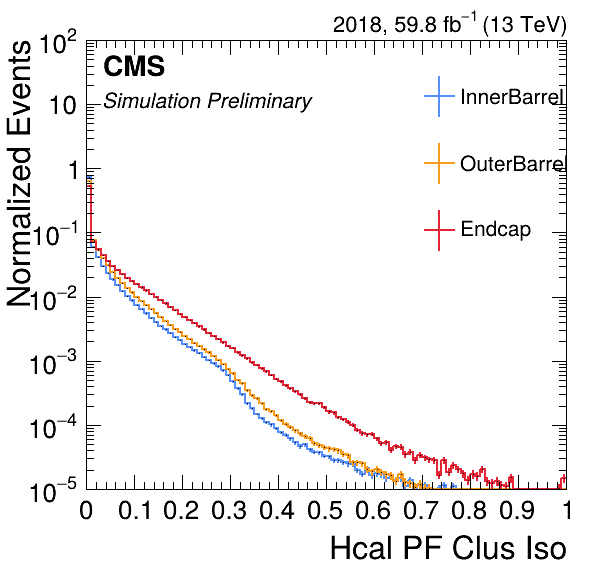 2018, 59.8 fb⁻¹ (13 TeV)
CMS
Simulation Preliminary
InnerBarrel
OuterBarrel
Endcap
Normalized Events
10²
10
1
10⁻¹
10⁻²
10⁻³
10⁻⁴
10⁻⁵
0 0.1 0.2 0.3 0.4 0.5 0.6 0.7 0.8 0.9 1
Hcal PF Clus Iso